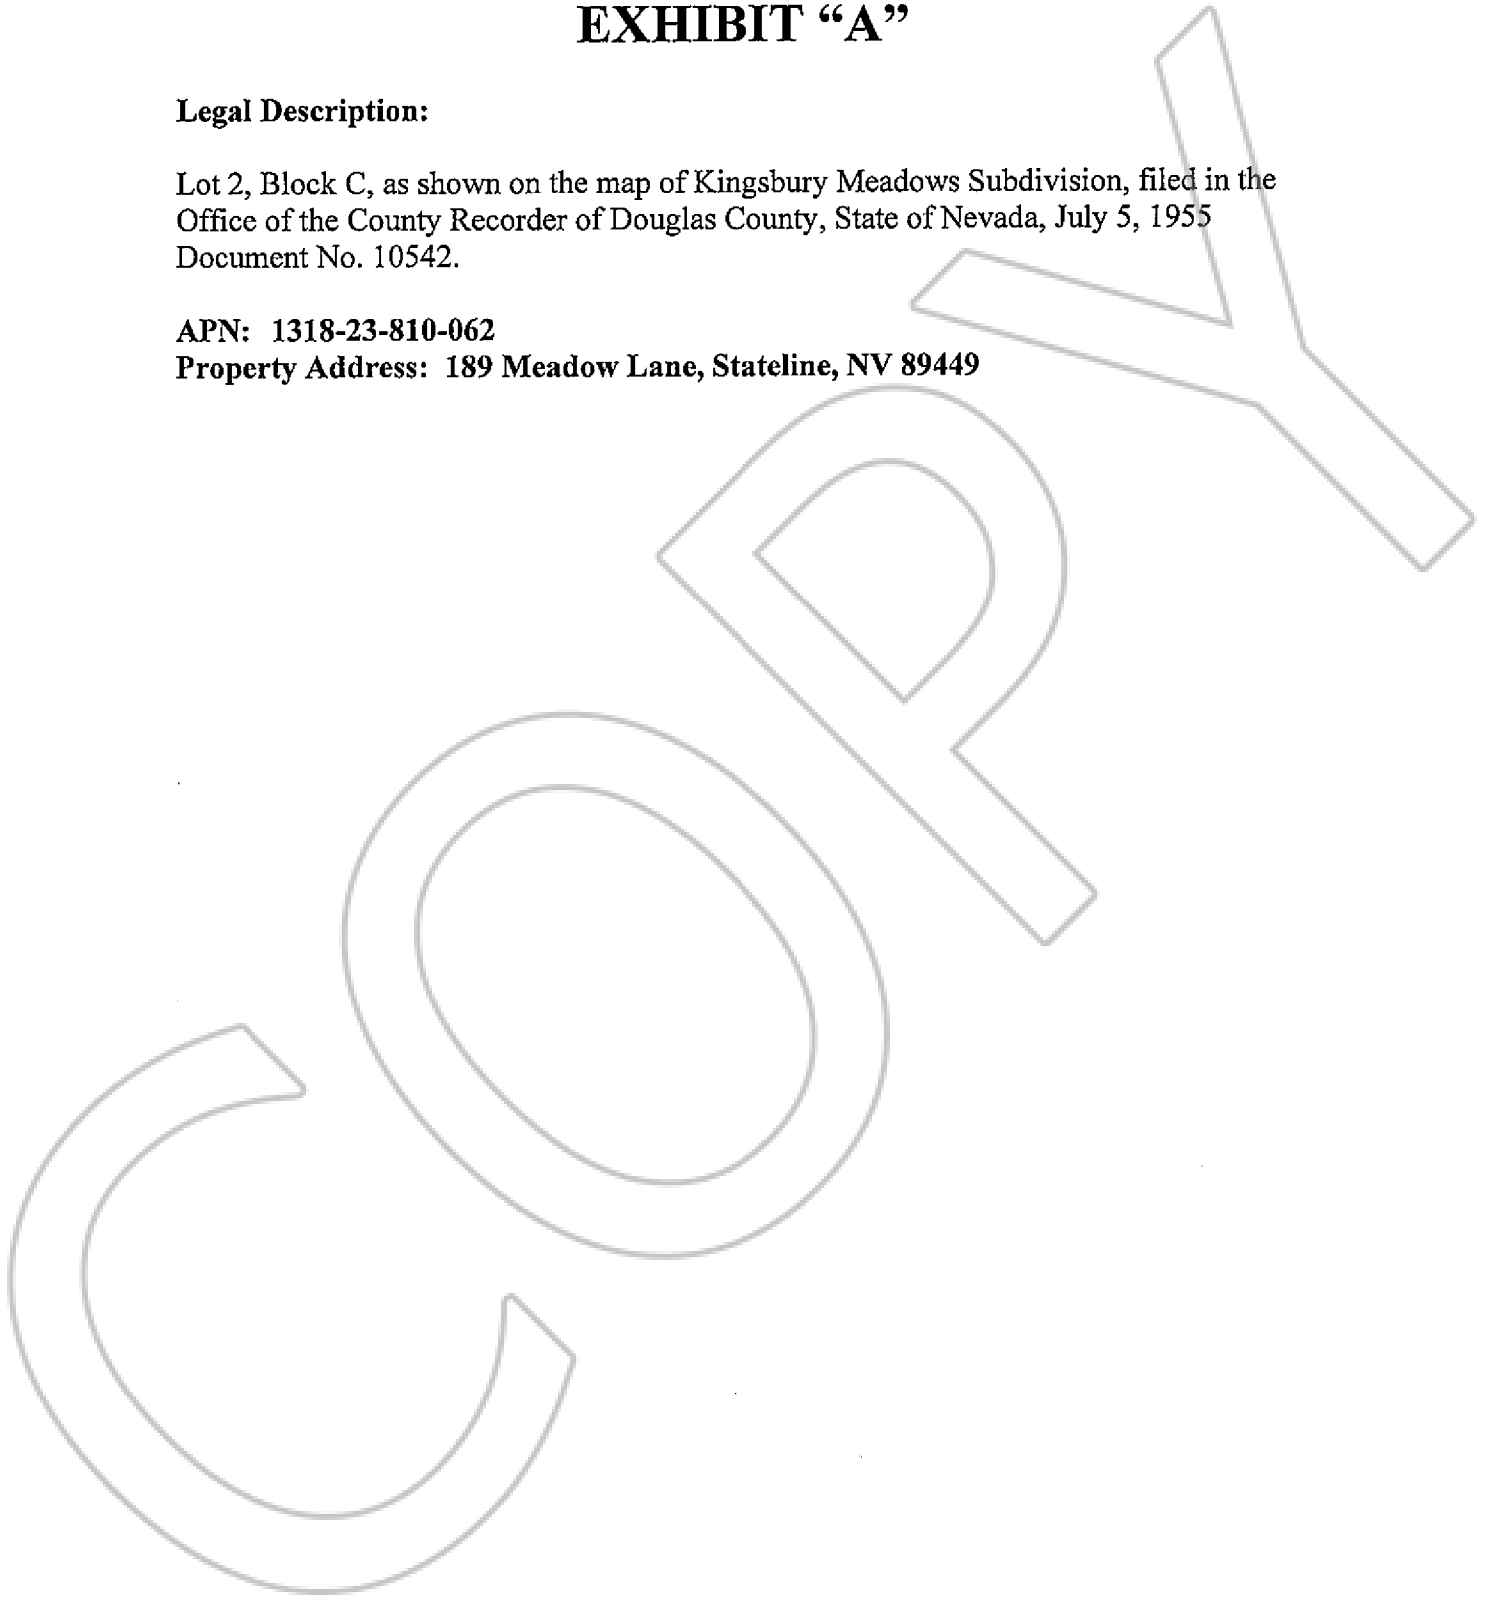 EXHIBIT “A”
Legal Description:
Lot 2, Block C, as shown on the map of Kingsbury Meadows Subdivision, filed in the
Office of the County Recorder of Douglas County, State of Nevada, July 5, 1955
Document No. 10542.
APN: 1318-23-810-062
Property Address: 189 Meadow Lane, Stateline, NV 89449
COPY